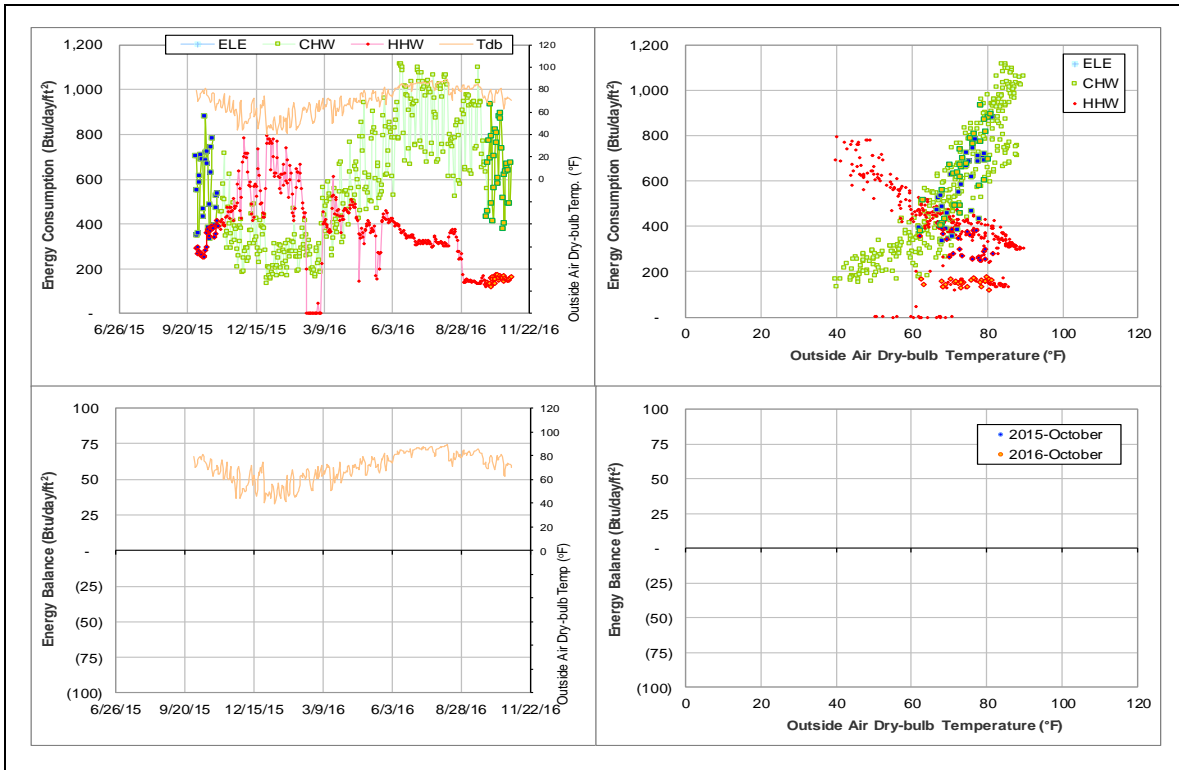 ELE CHW HHW Tdb
Energy Consumption (Btu/day/ft²)
1,200
1,000
800
600
400
200
-
120
100
80
60
40
20
0
Outside Air Dry-bulb Temp. (°F)
6/26/15 9/20/15 12/15/15 3/9/16 6/3/16 8/28/16 11/22/16
Energy Consumption (Btu/day/ft²)
1,200
1,000
800
600
400
200
-
ELE
CHW
HHW
0 20 40 60 80 100 120
Outside Air Dry-bulb Temperature (°F)
Energy Balance (Btu/day/ft²)
100
75
50
25
-
(25)
(50)
(75)
(100)
120
100
80
60
40
20
0
Outside Air Dry-bulb Temp (°F)
6/26/15 9/20/15 12/15/15 3/9/16 6/3/16 8/28/16 11/22/16
Energy Balance (Btu/day/ft²)
100
75
50
25
-
(25)
(50)
(75)
(100)
2015-October
2016-October
0 20 40 60 80 100 120
Outside Air Dry-bulb Temperature (°F)